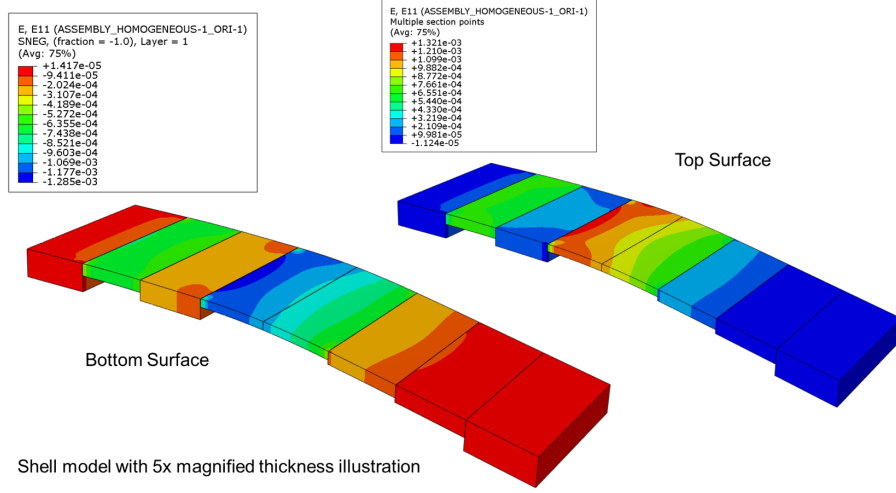 E, E11 (ASSEMBLY_HOMOGENEOUS-1_ORI-1)
SNEG, (fraction = -1.0), Layer = 1
(Avg: 75%)
+1.417e-05
-9.411e-05
-2.024e-04
-3.107e-04
-4.189e-04
-5.272e-04
-6.355e-04
-7.438e-04
-8.521e-04
-9.603e-04
-1.069e-03
-1.177e-03
-1.285e-03
E, E11 (ASSEMBLY_HOMOGENEOUS-1_ORI-1)
Multiple section points
(Avg: 75%)
+1.321e-03
+1.210e-03
+1.099e-03
+9.882e-04
+8.772e-04
+7.661e-04
+6.551e-04
+5.440e-04
+4.330e-04
+3.219e-04
+2.109e-04
+9.981e-05
-1.124e-05
Top Surface
Bottom Surface
Shell model with 5x magnified thickness illustration